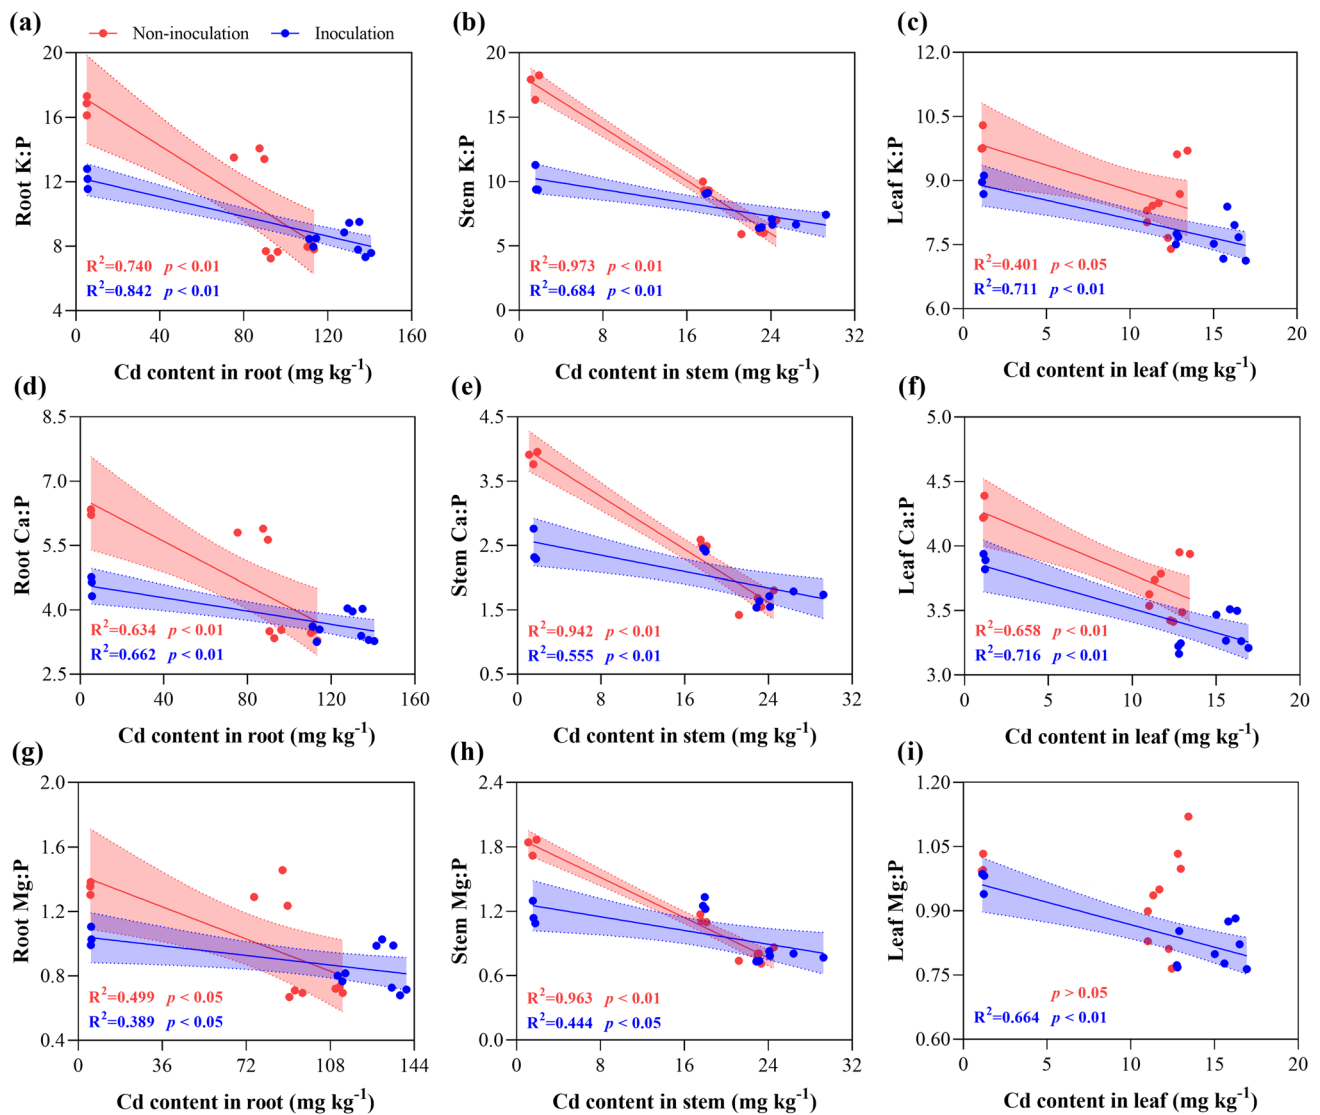 (a) Non-inoculation Inoculation (b) (c)
20 16 12 8 4
Root K:P
R²=0.740 p < 0.01
R²=0.842 p < 0.01
0 40 80 120 160
Cd content in root (mg kg⁻¹)
20 15 10 5 0
Stem K:P
R²=0.973 p < 0.01
R²=0.684 p < 0.01
0 8 16 24 32
Cd content in stem (mg kg⁻¹)
12.0 10.5 9.0 7.5 6.0
Leaf K:P
R²=0.401 p < 0.05
R²=0.711 p < 0.01
0 5 10 15 20
Cd content in leaf (mg kg⁻¹)
(d)
8.5 7.0 5.5 4.0 2.5
Root Ca:P
R²=0.634 p < 0.01
R²=0.662 p < 0.01
0 40 80 120 160
Cd content in root (mg kg⁻¹)
(e)
4.5 3.5 2.5 1.5 0.5
Stem Ca:P
R²=0.942 p < 0.01
R²=0.555 p < 0.01
0 8 16 24 32
Cd content in stem (mg kg⁻¹)
(f)
5.0 4.5 4.0 3.5 3.0
Leaf Ca:P
R²=0.658 p < 0.01
R²=0.716 p < 0.01
0 5 10 15 20
Cd content in leaf (mg kg⁻¹)
(g)
2.0 1.6 1.2 0.8 0.4
Root Mg:P
R²=0.499 p < 0.05
R²=0.389 p < 0.05
0 36 72 108 144
Cd content in root (mg kg⁻¹)
(h)
2.4 1.8 1.2 0.6 0.0
Stem Mg:P
R²=0.963 p < 0.01
R²=0.444 p < 0.05
0 8 16 24 32
Cd content in stem (mg kg⁻¹)
(i)
1.20 1.05 0.90 0.75 0.60
Leaf Mg:P
p > 0.05
R²=0.664 p < 0.01
0 5 10 15 20
Cd content in leaf (mg kg⁻¹)